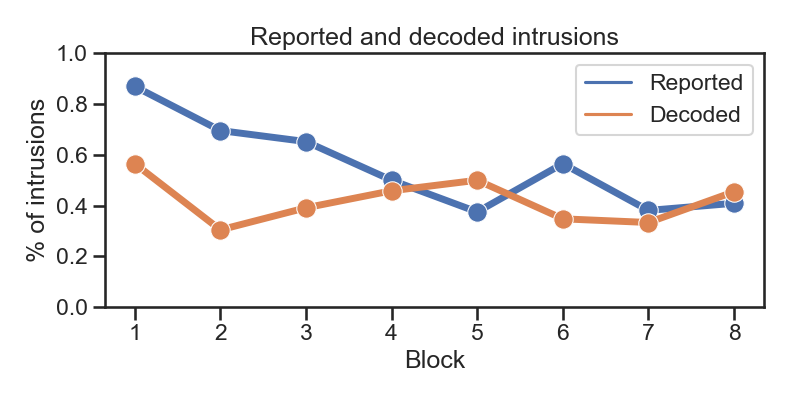 Reported and decoded intrusions
% of intrusions
1.0
0.8
0.6
0.4
0.2
0.0
Reported
Decoded
1 2 3 4 5 6 7 8
Block